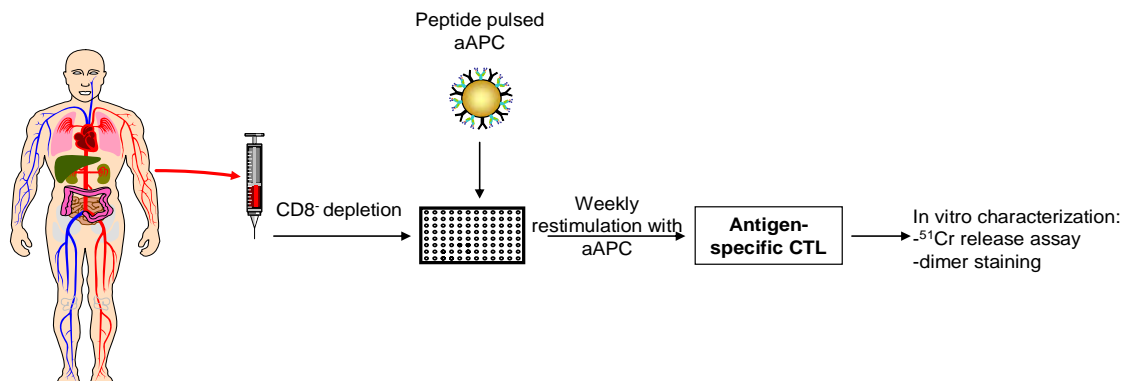 Peptide pulsed
aAPC
CD8⁻ depletion
Weekly
restimulation with
aAPC
Antigen-
specific CTL
In vitro characterization:
-⁵¹Cr release assay
-dimer staining